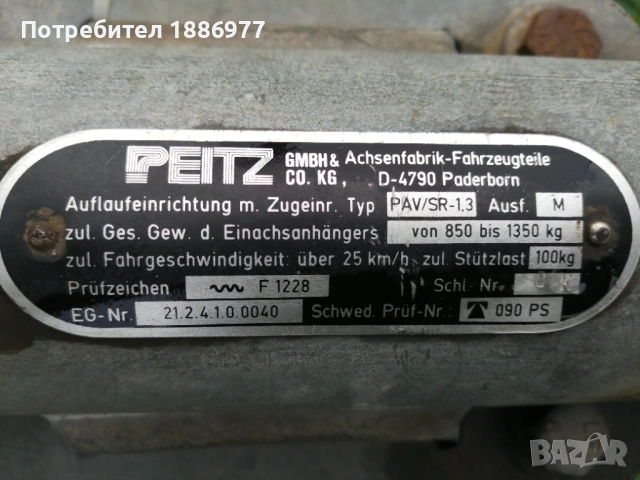 Потребител 1886977
PEITZ GMBH & CO. KG, Achsenfabrik-Fahrzeugteile
D-4790 Paderborn
Auflaufeinrichtung m. Zugeinr. Typ PAV/SR-1,3 Ausf. M
zul. Ges. Gew. d. Einachsanhängers von 850 bis 1350 kg
zul. Fahrgeschwindigkeit: über 25 km/h, zul. Stützlast 100kg
Prüfzeichen F 1228 Schl. Nr.
EG-Nr. 21.2.4.1.0.0040 Schwed. Prüf-Nr.: 090 PS
BAZAR